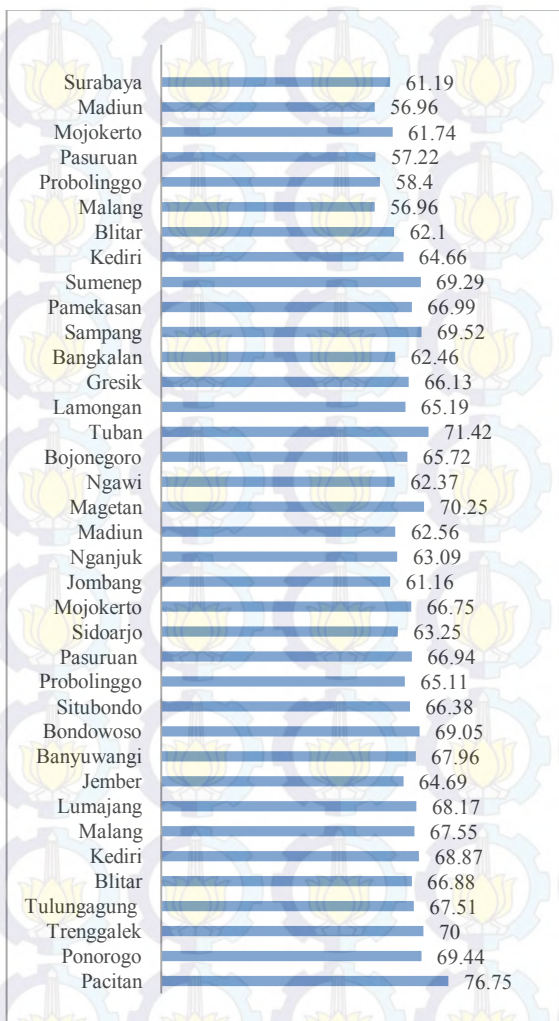 Surabaya 61.19
Madiun 56.96
Mojokerto 61.74
Pasuruan 57.22
Probolinggo 58.4
Malang 56.96
Blitar 62.1
Kediri 64.66
Sumenep 69.29
Pamekasan 66.99
Sampang 69.52
Bangkalan 62.46
Gresik 66.13
Lamongan 65.19
Tuban 71.42
Bojonegoro 65.72
Ngawi 62.37
Magetan 70.25
Madiun 62.56
Nganjuk 63.09
Jombang 61.16
Mojokerto 66.75
Sidoarjo 63.25
Pasuruan 66.94
Probolinggo 65.11
Situbondo 66.38
Bondowoso 69.05
Banyuwangi 67.96
Jember 64.69
Lumajang 68.17
Malang 67.55
Kediri 68.87
Blitar 66.88
Tulungagung 67.51
Trenggalek 70
Ponorogo 69.44
Pacitan 76.75